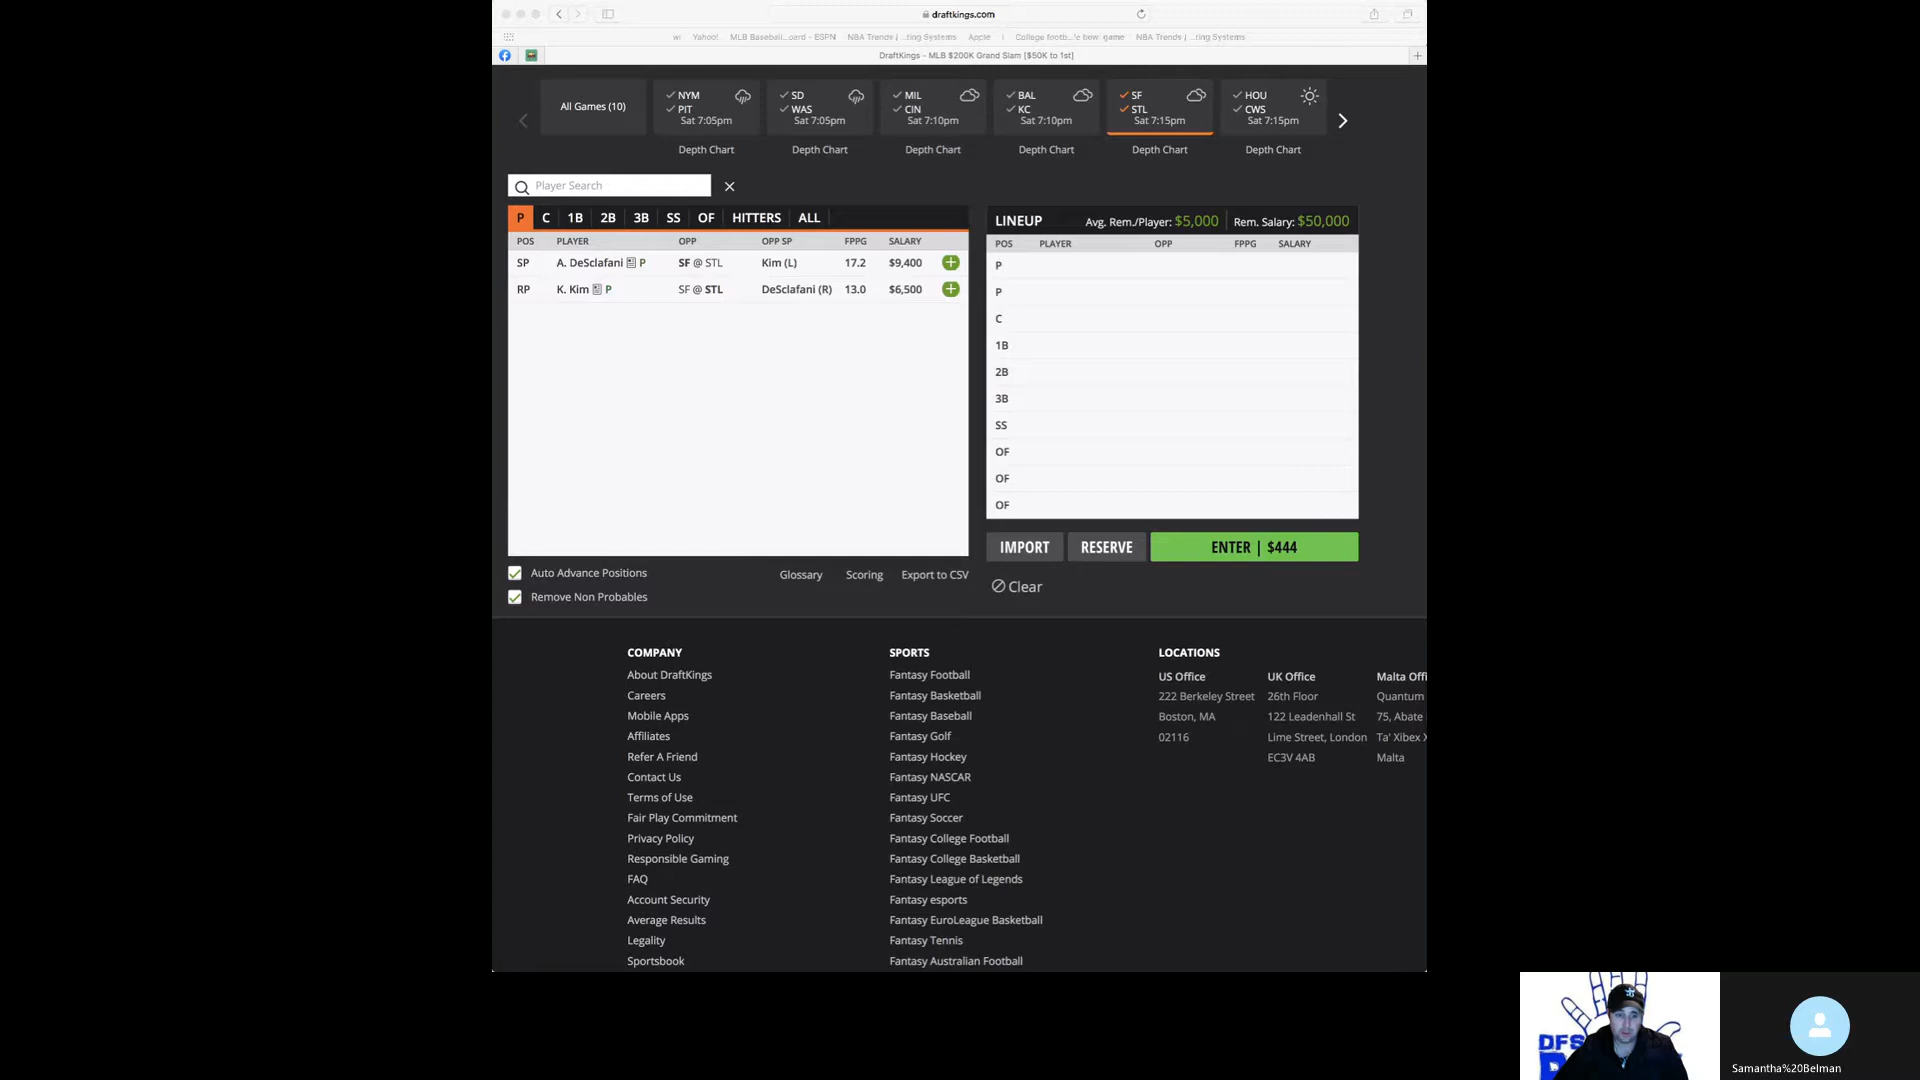 draftkings.com
Yahoo! MLB Baseball...oard - ESPN NBA Trends |...ting Systems Apple College footb...e bowl game NBA Trends |...ting Systems
DraftKings - MLB $200K Grand Slam [$50K to 1st]
All Games (10)
NYM
PIT
Sat 7:05pm
SD
WAS
Sat 7:05pm
MIL
CIN
Sat 7:10pm
BAL
KC
Sat 7:10pm
SF
STL
Sat 7:15pm
HOU
CWS
Sat 7:15pm
Depth Chart Depth Chart Depth Chart Depth Chart Depth Chart Depth Chart
Player Search
P C 1B 2B 3B SS OF HITTERS ALL
POS PLAYER OPP OPP SP FPPG SALARY
SP A. DeSclafani P SF @ STL Kim (L) 17.2 $9,400
RP K. Kim P SF @ STL DeSclafani (R) 13.0 $6,500
Auto Advance Positions
Remove Non Probables
Glossary Scoring Export to CSV
LINEUP Avg. Rem./Player: $5,000 Rem. Salary: $50,000
POS PLAYER OPP FPPG SALARY
P
P
C
1B
2B
3B
SS
OF
OF
OF
IMPORT RESERVE ENTER | $444
Clear
COMPANY
About DraftKings
Careers
Mobile Apps
Affiliates
Refer A Friend
Contact Us
Terms of Use
Fair Play Commitment
Privacy Policy
Responsible Gaming
FAQ
Account Security
Average Results
Legality
Sportsbook
SPORTS
Fantasy Football
Fantasy Basketball
Fantasy Baseball
Fantasy Golf
Fantasy Hockey
Fantasy NASCAR
Fantasy UFC
Fantasy Soccer
Fantasy College Football
Fantasy College Basketball
Fantasy League of Legends
Fantasy esports
Fantasy EuroLeague Basketball
Fantasy Tennis
Fantasy Australian Football
LOCATIONS
US Office
222 Berkeley Street
Boston, MA
02116
UK Office
26th Floor
122 Leadenhall St
Lime Street, London
EC3V 4AB
Malta Offi
Quantum
75, Abate
Ta' Xibex
Malta
DFS
Samantha%20Belman